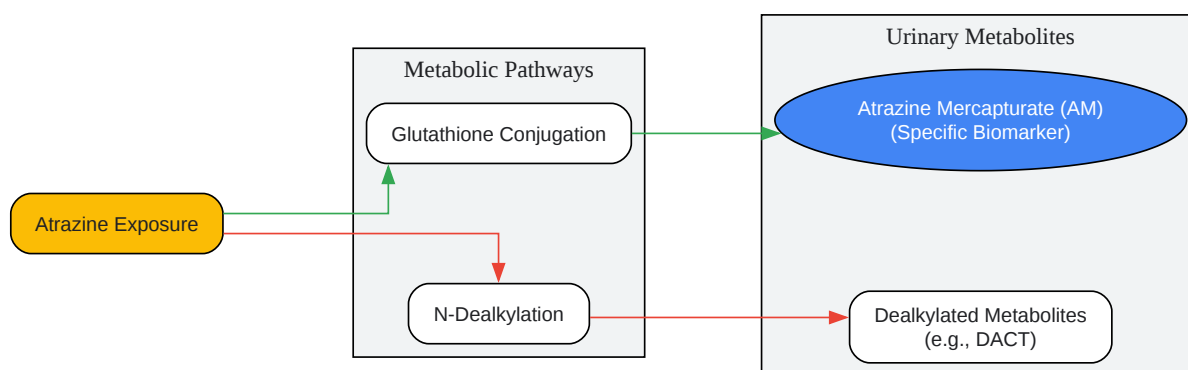 Atrazine Exposure
Metabolic Pathways
Glutathione Conjugation
N-Dealkylation
Urinary Metabolites
Atrazine Mercapturate (AM)
(Specific Biomarker)
Dealkylated Metabolites
(e.g., DACT)